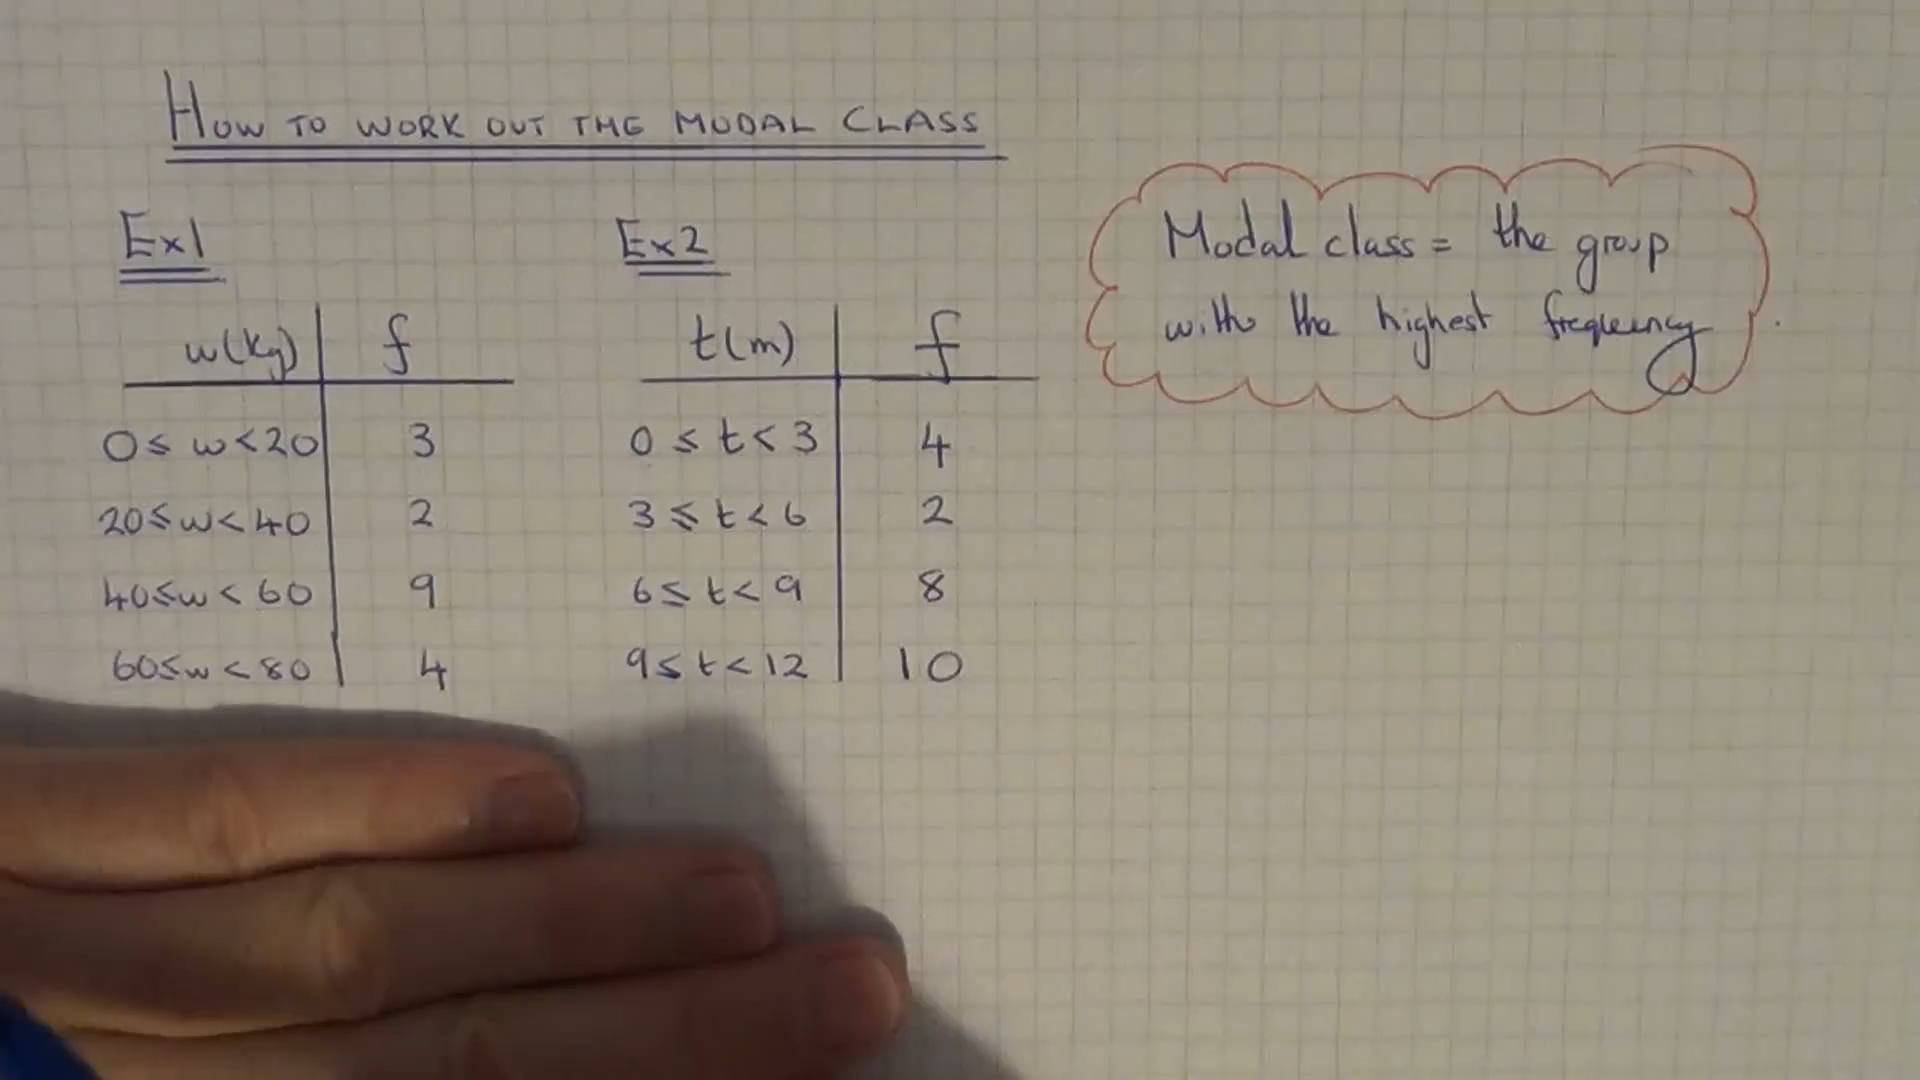 HOW TO WORK OUT THE MODAL CLASS
Ex1
w(kg) f
0≤w<20 3
20≤w<40 2
40≤w<60 9
60≤w<80 4
Ex2
t(m) f
0≤t<3 4
3≤t<6 2
6≤t<9 8
9≤t<12 10
Modal class = the group
with the highest frequency